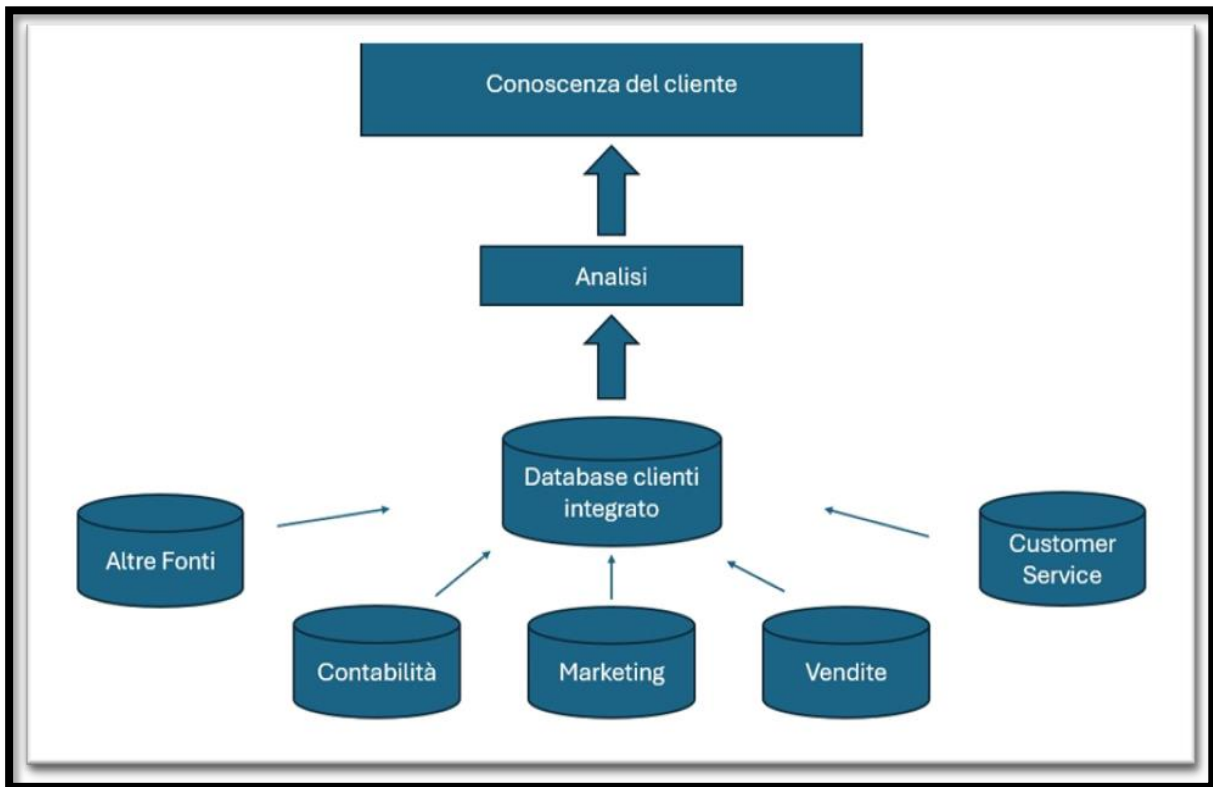 Conoscenza del cliente
Analisi
Database clienti
integrato
Altre Fonti
Customer
Service
Contabilità
Marketing
Vendite